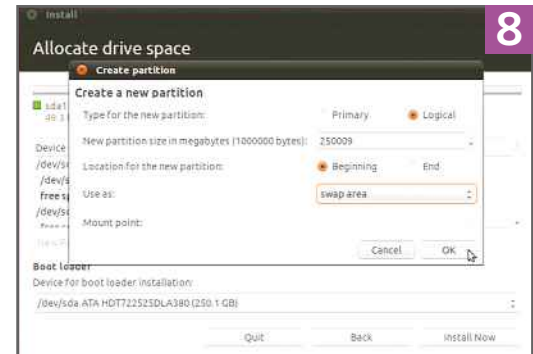 Install
8
Allocate drive space
Create partition
Create a new partition
Type for the new partition: Primary Logical
New partition size in megabytes (1000000 bytes): 250009
Location for the new partition: Beginning End
Use as: swap area
Mount point:
Cancel OK
sda1
Device
/dev/s
/dev/s
free s
/dev/s
Boot loader
Device for boot loader installation:
/dev/sda ATA HDT722525DLA380 (250.1 GB)
Quit Back Install Now